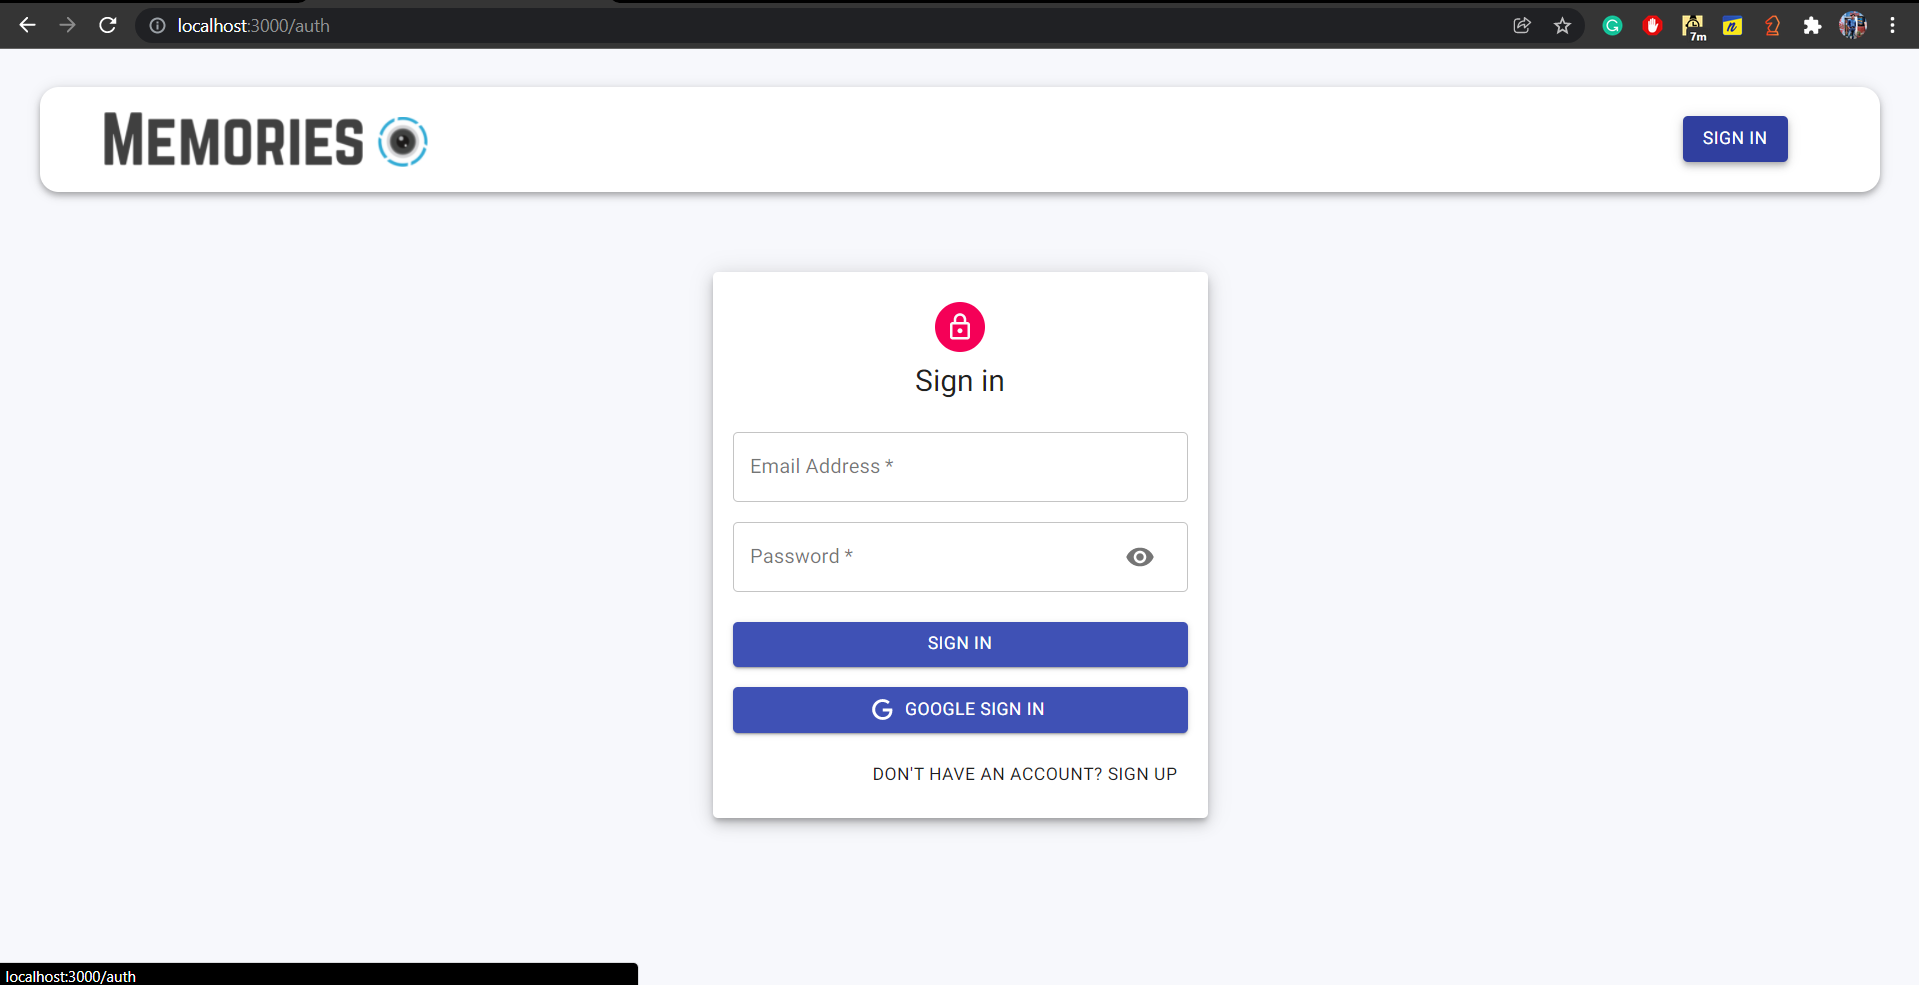 localhost:3000/auth
7m
MEMORIES
SIGN IN
Sign in
Email Address *
Password *
SIGN IN
G GOOGLE SIGN IN
DON'T HAVE AN ACCOUNT? SIGN UP
localhost:3000/auth